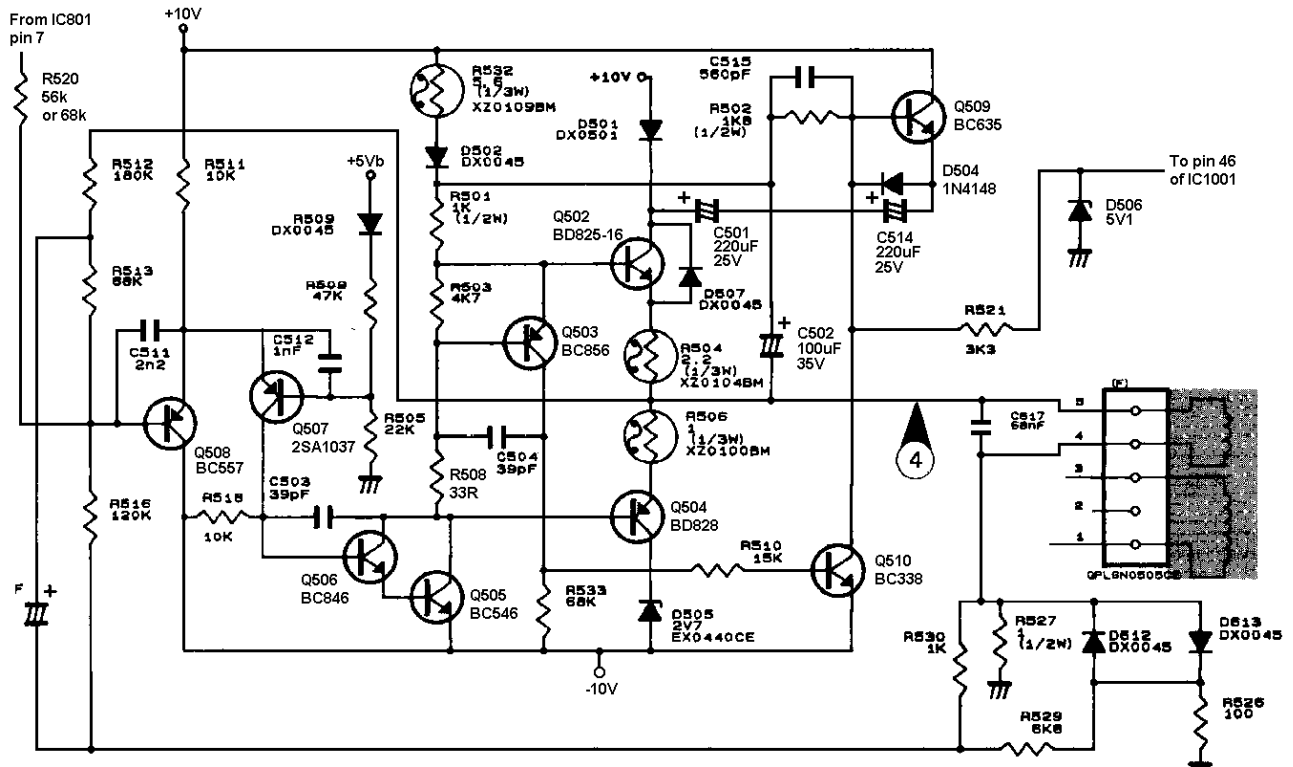 From IC801
pin 7
R520
56k
or 68k
+10V
R512
180K
R511
10K
+5Vb
R509
DX0045
R513
68K
R509
47K
C511
2n2
C512
1nF
Q508
BC557
Q507
2SA1037
R505
22K
R516
120K
R518
10K
C503
39pF
F
+
Q506
BC846
Q505
BC546
R532
5.6
(1/3W)
XZ0109BM
D502
DX0045
R501
1K
(1/2W)
R503
4K7
Q503
BC856
C504
39pF
R508
33R
R533
68K
-10V
+10V
D501
DX0501
Q502
BD825-16
+
C501
220uF
25V
D507
DX0045
R504
2.2
(1/3W)
XZ0104BM
R506
1
(1/3W)
XZ0100BM
Q504
BD828
D505
2V7
EX0440CE
C515
560pF
R502
1K8
(1/2W)
Q509
BC635
D504
1N4148
+
C514
220uF
25V
+
C502
100uF
35V
R510
15K
Q510
BC338
R521
3K3
To pin 46
of IC1001
D506
5V1
4
C517
68nF
(F)
5
4
3
2
1
R530
1K
R527
1
(1/2W)
D512
DX0045
D513
DX0045
R529
6K8
R526
100